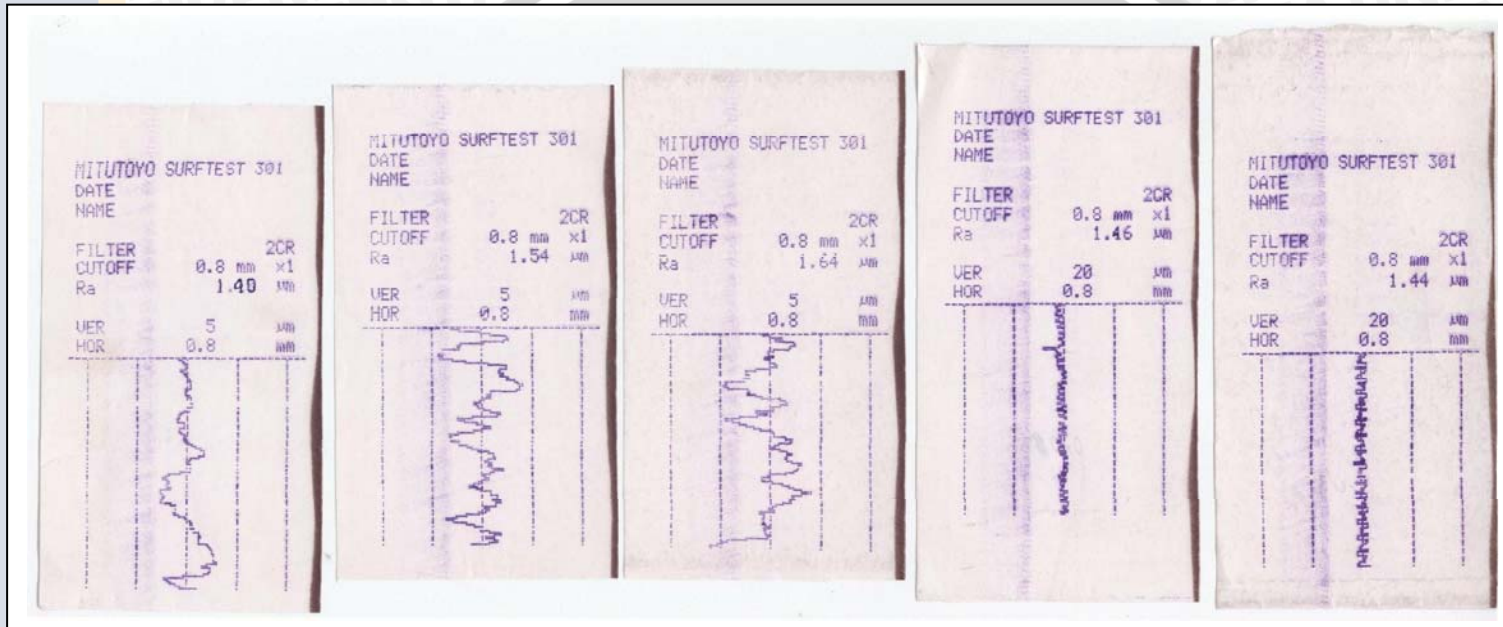 MITUTOYO SURFTEST 301
DATE
NAME
FILTER 2CR
CUTOFF 0.8 mm x1
Ra 1.40 µm
VER 5 µm
HOR 0.8 mm
MITUTOYO SURFTEST 301
DATE
NAME
FILTER 2CR
CUTOFF 0.8 mm x1
Ra 1.54 µm
VER 5 µm
HOR 0.8 mm
MITUTOYO SURFTEST 301
DATE
NAME
FILTER 2CR
CUTOFF 0.8 mm x1
Ra 1.64 µm
VER 5 µm
HOR 0.8 mm
MITUTOYO SURFTEST 301
DATE
NAME
FILTER 2CR
CUTOFF 0.8 mm x1
Ra 1.46 µm
VER 20 µm
HOR 0.8 mm
MITUTOYO SURFTEST 301
DATE
NAME
FILTER 2CR
CUTOFF 0.8 mm x1
Ra 1.44 µm
VER 20 µm
HOR 0.8 mm